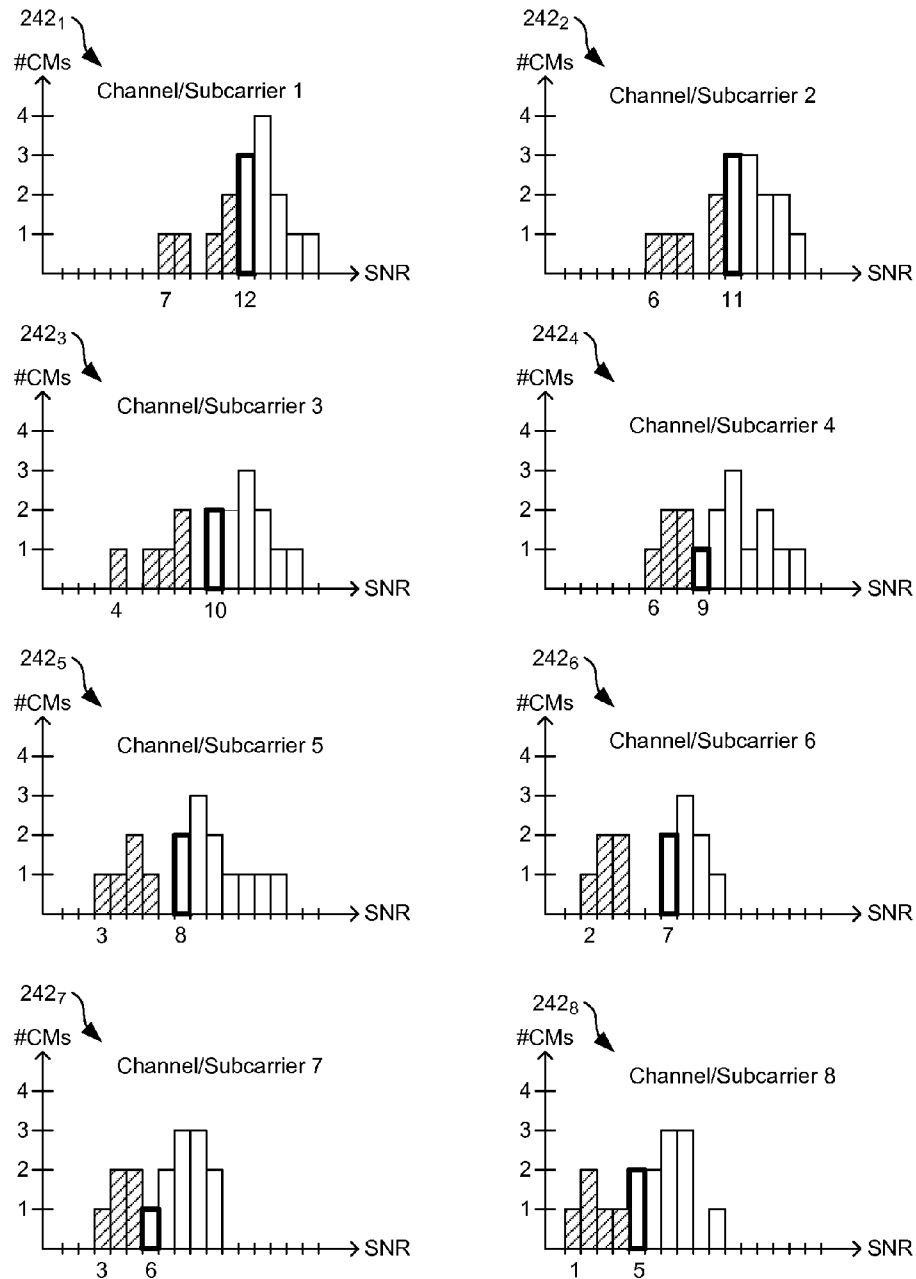 242₁
#CMs
Channel/Subcarrier 1
4
3
2
1
SNR
7 12
242₂
#CMs
Channel/Subcarrier 2
4
3
2
1
SNR
6 11
242₃
#CMs
Channel/Subcarrier 3
4
3
2
1
SNR
4 10
242₄
#CMs
Channel/Subcarrier 4
4
3
2
1
SNR
6 9
242₅
#CMs
Channel/Subcarrier 5
4
3
2
1
SNR
3 8
242₆
#CMs
Channel/Subcarrier 6
4
3
2
1
SNR
2 7
242₇
#CMs
Channel/Subcarrier 7
4
3
2
1
SNR
3 6
242₈
#CMs
Channel/Subcarrier 8
4
3
2
1
SNR
1 5